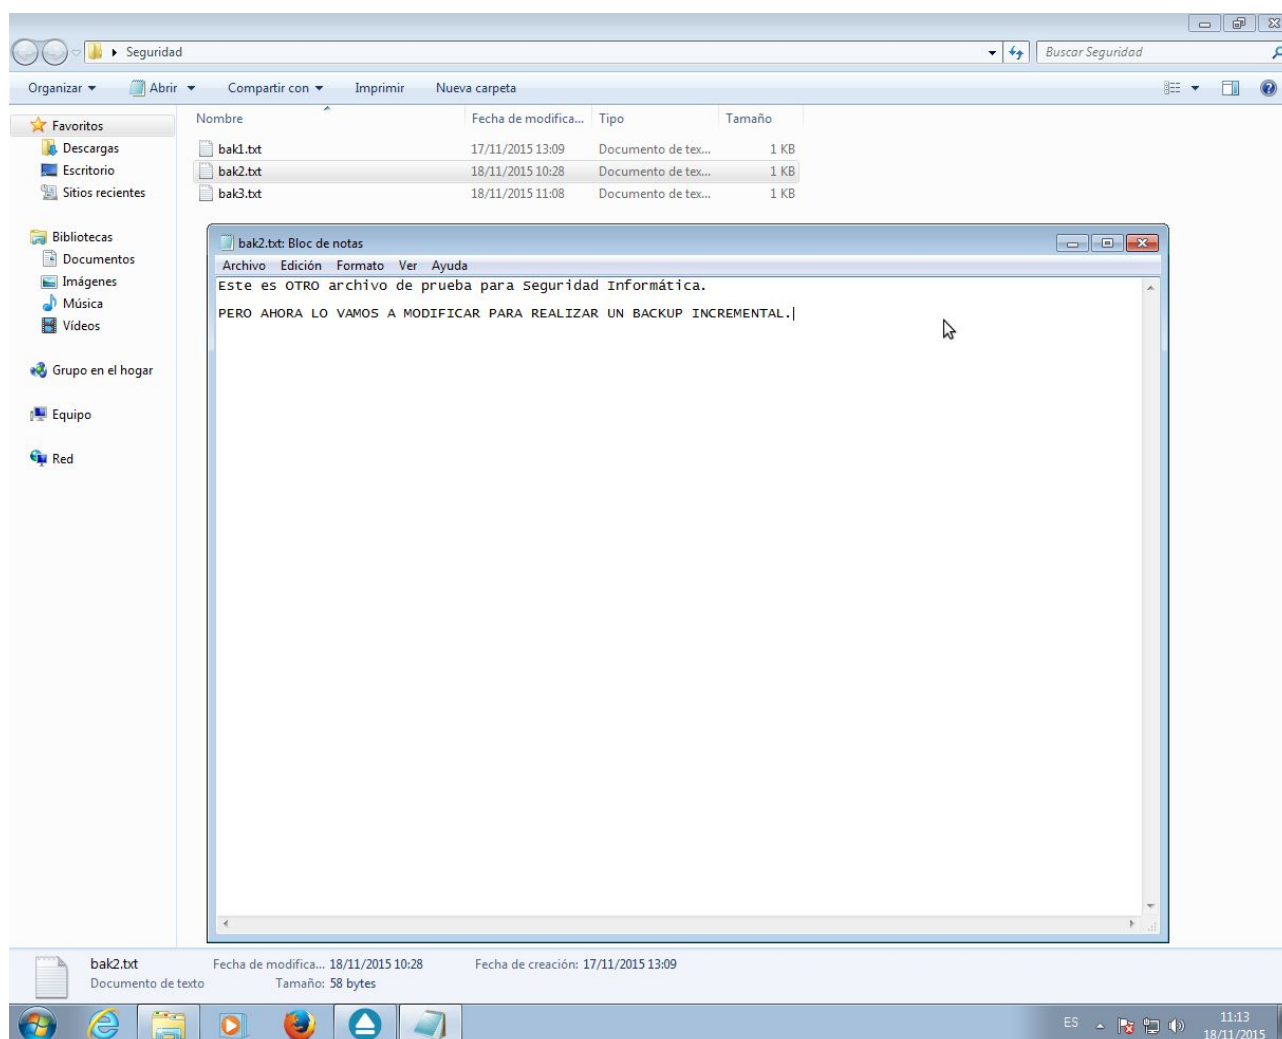 Seguridad
Buscar Seguridad
Organizar Abrir Compartir con Imprimir Nueva carpeta
Favoritos
Descargas
Escritorio
Sitios recientes
Bibliotecas
Documentos
Imágenes
Música
Vídeos
Grupo en el hogar
Equipo
Red
Nombre Fecha de modifica... Tipo Tamaño
bak1.txt 17/11/2015 13:09 Documento de tex... 1 KB
bak2.txt 18/11/2015 10:28 Documento de tex... 1 KB
bak3.txt 18/11/2015 11:08 Documento de tex... 1 KB
bak2.txt: Bloc de notas
Archivo Edición Formato Ver Ayuda
Este es OTRO archivo de prueba para Seguridad Informática.
PERO AHORA LO VAMOS A MODIFICAR PARA REALIZAR UN BACKUP INCREMENTAL.
bak2.txt Fecha de modifica... 18/11/2015 10:28 Fecha de creación: 17/11/2015 13:09
Documento de texto Tamaño: 58 bytes
ES 11:13
18/11/2015